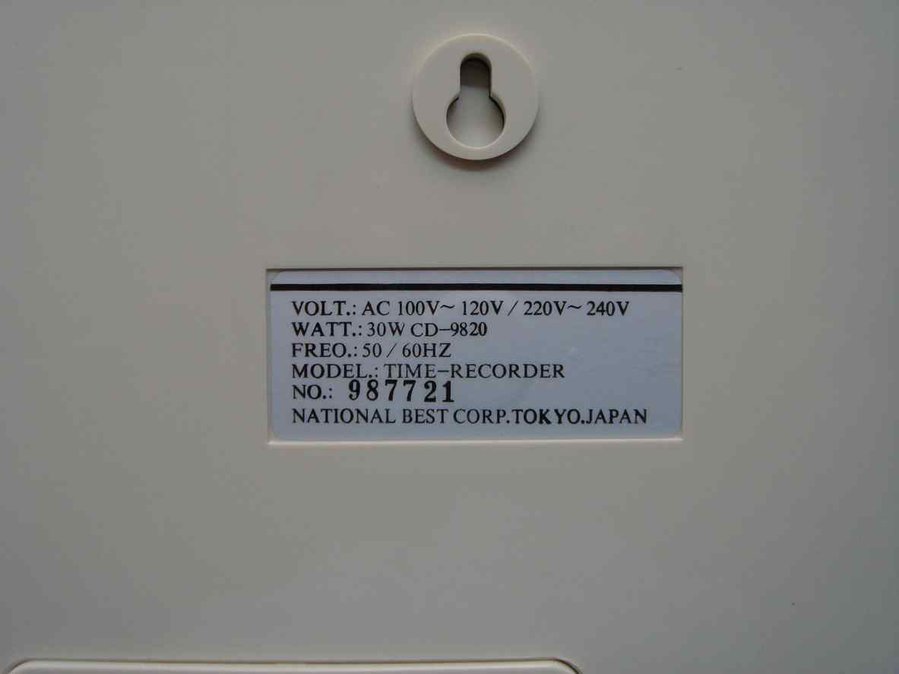 VOLT.: AC 100V~ 120V / 220V~ 240V
WATT.: 30W CD-9820
FREO.: 50 / 60HZ
MODEL.: TIME-RECORDER
NO.: 987721
NATIONAL BEST CORP.TOKYO.JAPAN